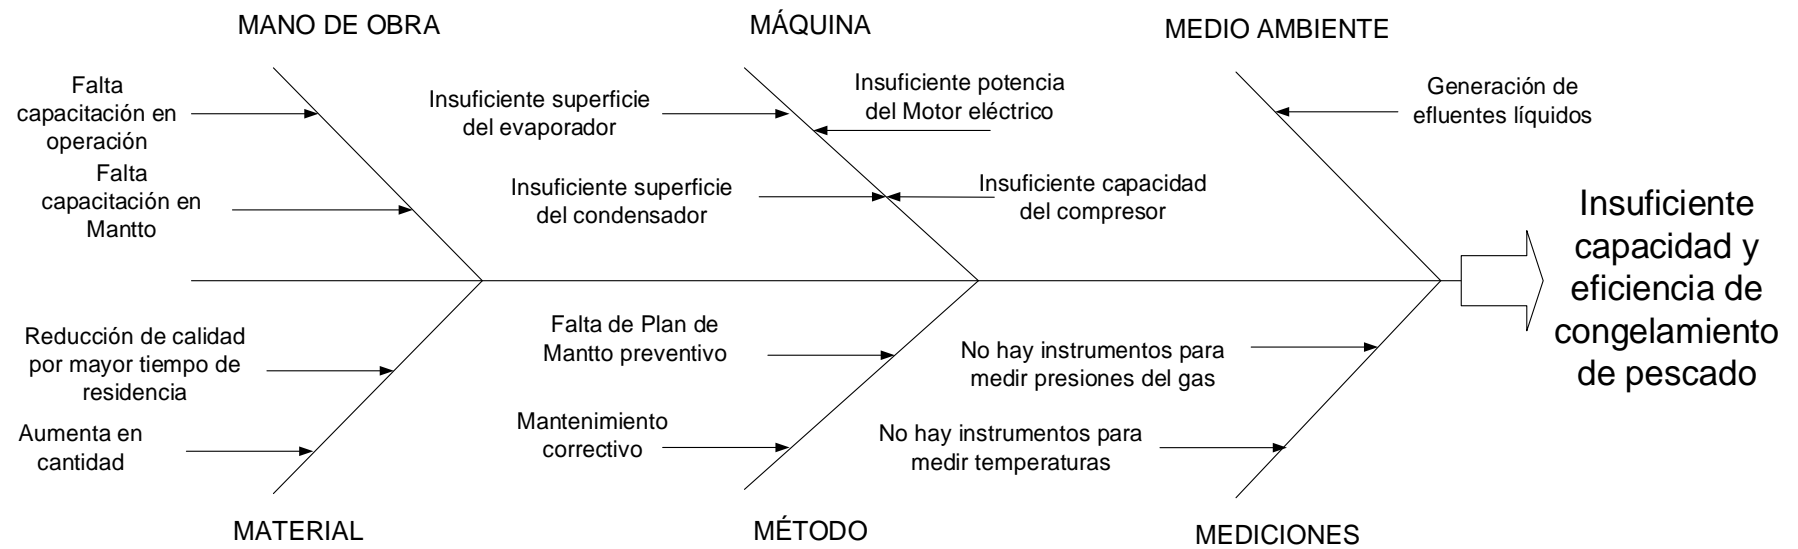 MANO DE OBRA
MÁQUINA
MEDIO AMBIENTE
Falta
capacitación en
operación
Falta
capacitación en
Mantto
Insuficiente superficie
del evaporador
Insuficiente potencia
del Motor eléctrico
Insuficiente superficie
del condensador
Insuficiente capacidad
del compresor
Generación de
efluentes líquidos
Insuficiente
capacidad y
eficiencia de
congelamiento
de pescado
Reducción de calidad
por mayor tiempo de
residencia
Aumenta en
cantidad
Falta de Plan de
Mantto preventivo
Mantenimiento
correctivo
No hay instrumentos para
medir presiones del gas
No hay instrumentos para
medir temperaturas
MATERIAL
MÉTODO
MEDICIONES